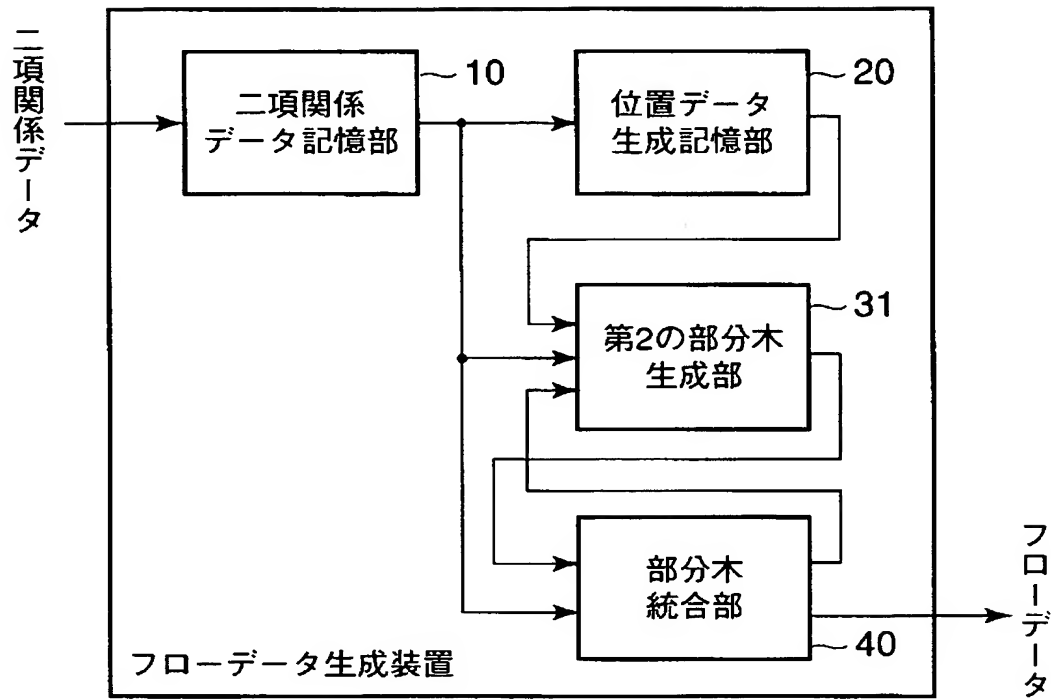 二項関係データ
二項関係
データ記憶部
10
位置データ
生成記憶部
20
第2の部分木
生成部
31
部分木
統合部
40
フローデータ生成装置
フローデータ